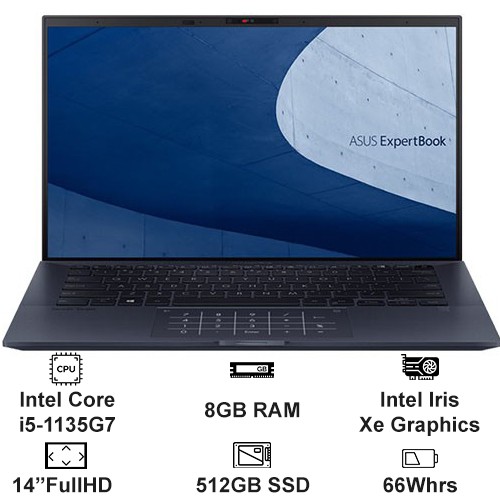 ASUS ExpertBook
CPU
GB
Intel Core
i5-1135G7
8GB RAM
Intel Iris
Xe Graphics
14”FullHD
512GB SSD
66Whrs